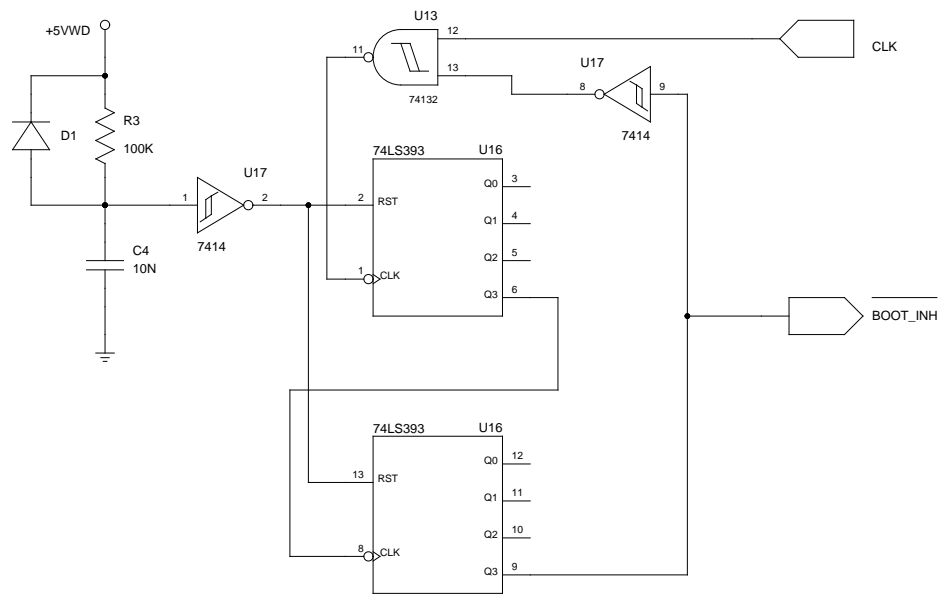 +5VWD
U13
11
12
13
74132
CLK
U17
8
9
7414
D1
R3
100K
74LS393
U16
U17
1
2
7414
2
RST
1
CLK
Q0
3
Q1
4
Q2
5
Q3
6
C4
10N
BOOT_INH
74LS393
U16
13
RST
8
CLK
Q0
12
Q1
11
Q2
10
Q3
9